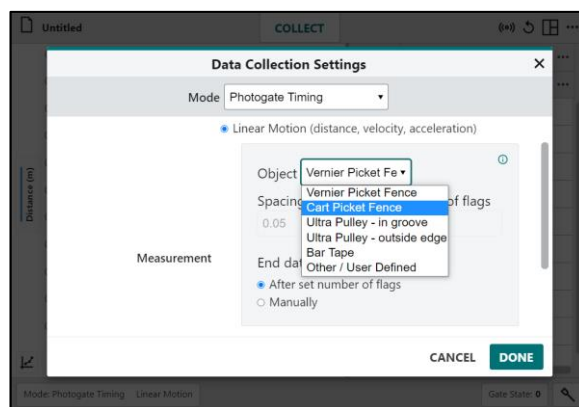 Untitled
COLLECT
Data Collection Settings
Mode Photogate Timing
Linear Motion (distance, velocity, acceleration)
Object Vernier Picket Fe
Vernier Picket Fence
Spacing of flags
Cart Picket Fence
0.05
Ultra Pulley - in groove
Ultra Pulley - outside edge
Bar Tape
Other / User Defined
Measurement
End dat
After set number of flags
Manually
CANCEL DONE
Distance (m)
Mode: Photogate Timing Linear Motion
Gate State: 0